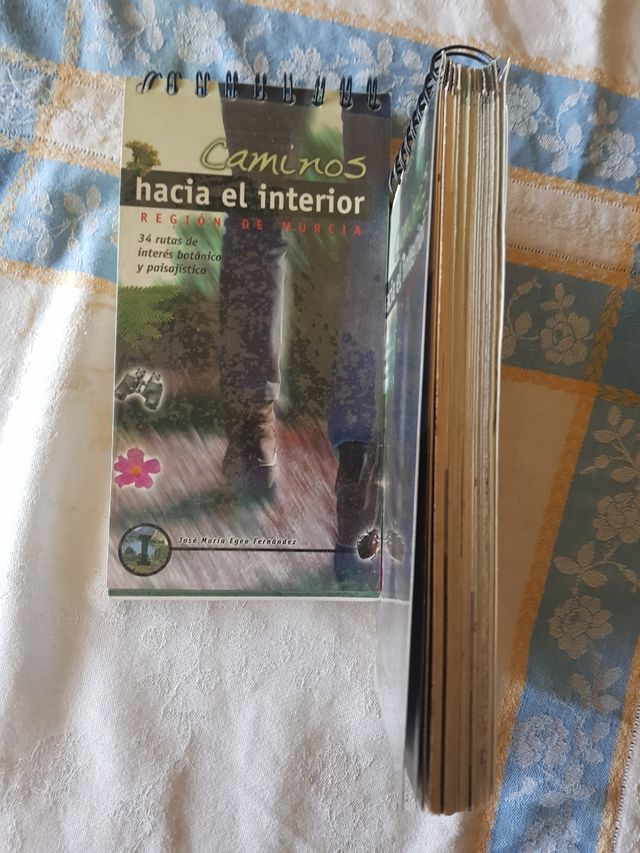 Caminos
hacia el interior
REGIÓN DE MURCIA
34 rutas de
interés botánico
y paisajístico
I
José María Egea Fernández